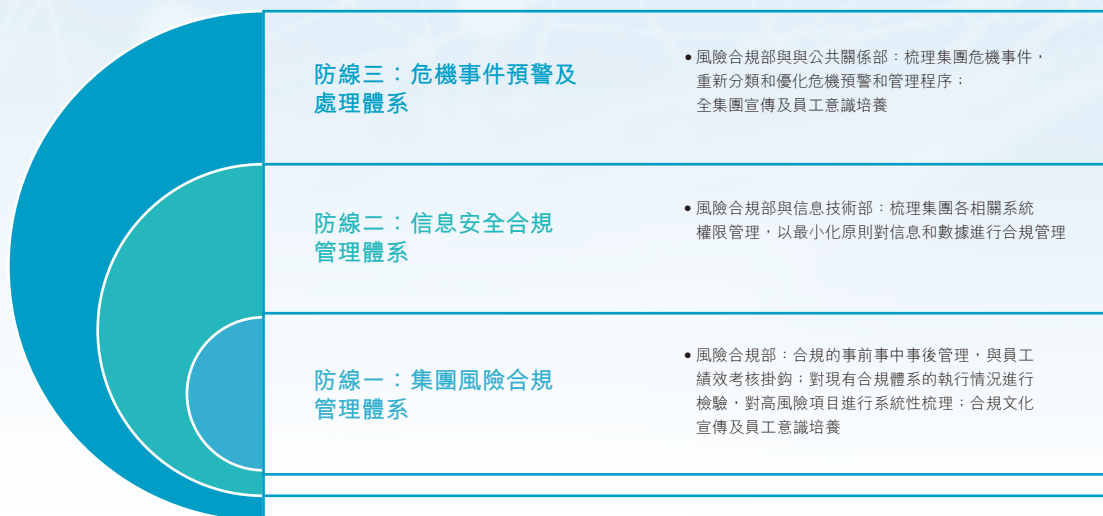 防線三：危機事件預警及
處理體系
• 風險合規部與與公共關係部：梳理集團危機事件，
重新分類和優化危機預警和管理程序；
全集團宣傳及員工意識培養
防線二：信息安全合規
管理體系
• 風險合規部與信息技術部：梳理集團各相關系統
權限管理，以最小化原則對信息和數據進行合規管理
防線一：集團風險合規
管理體系
• 風險合規部：合規的事前事中事後管理，與員工
績效考核掛鈎；對現有合規體系的執行情況進行
檢驗，對高風險項目進行系統性梳理；合規文化
宣傳及員工意識培養